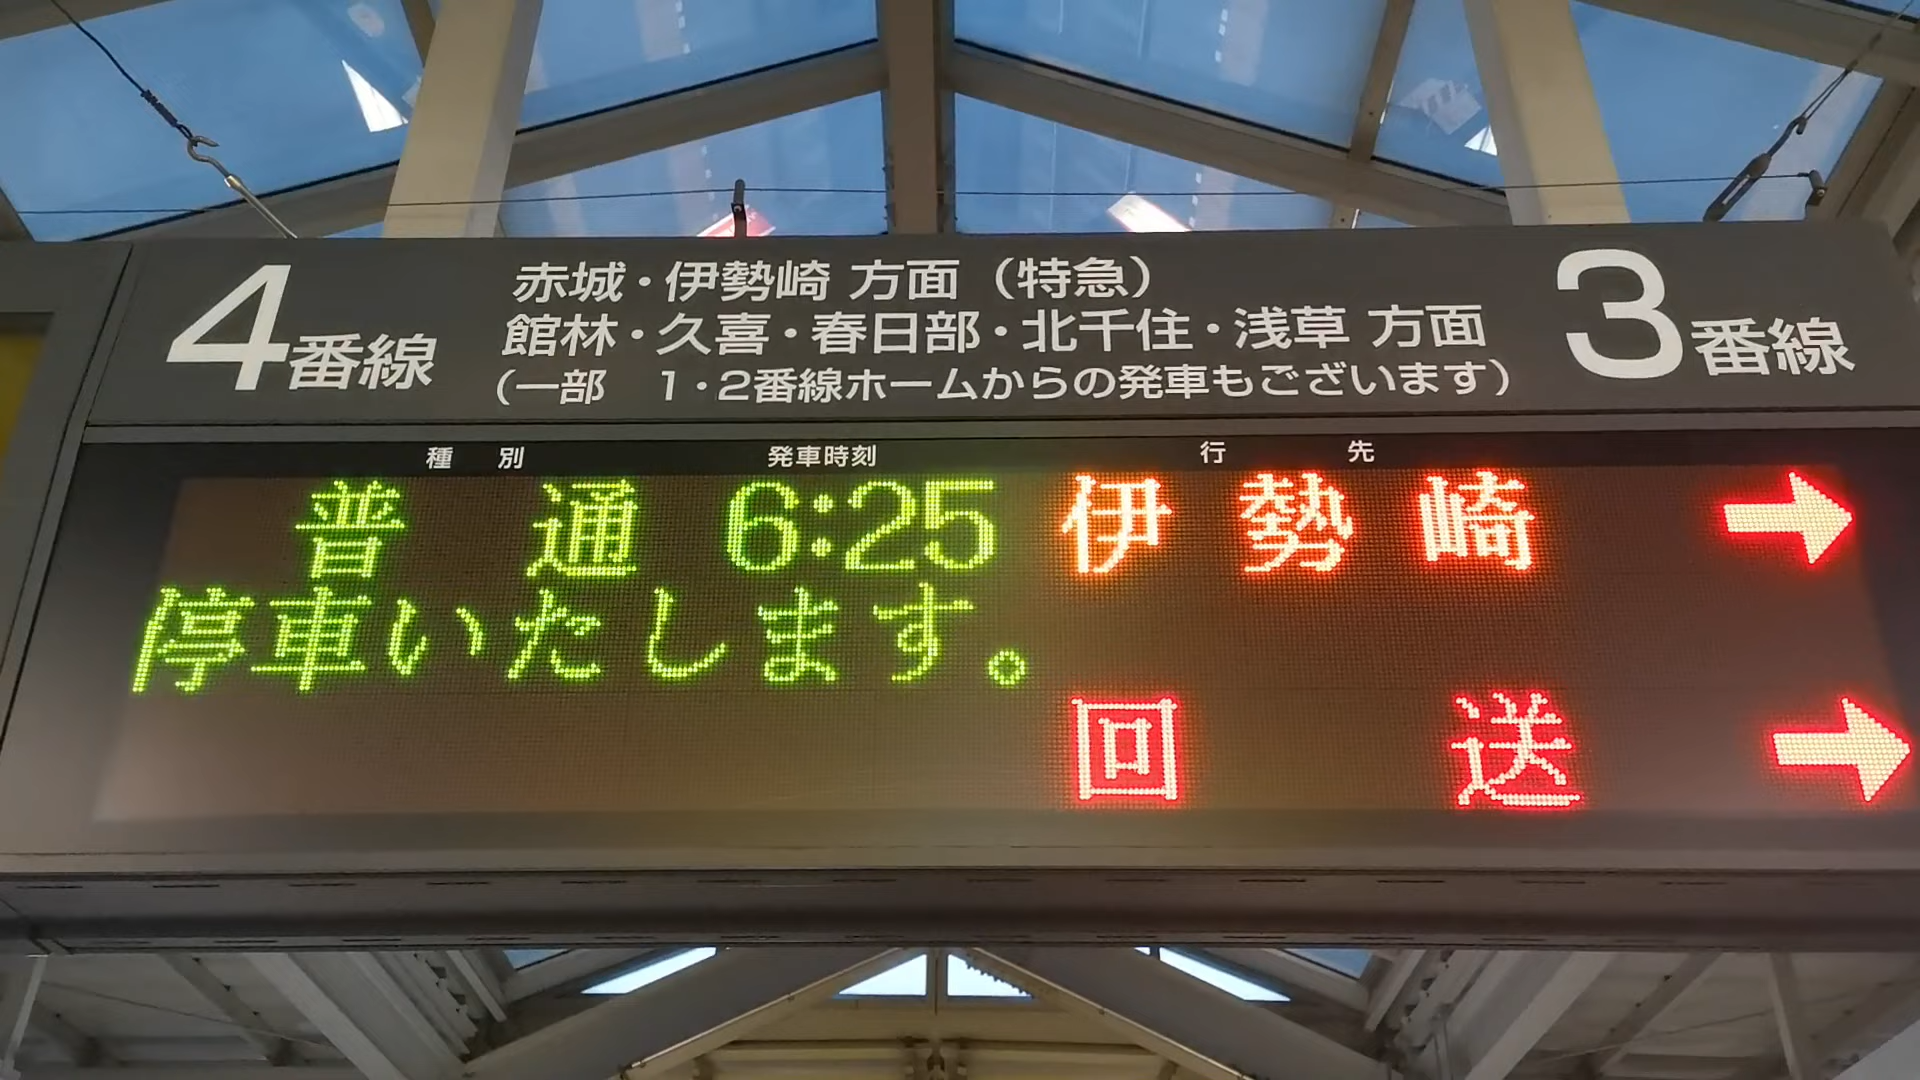 4番線
赤城・伊勢崎 方面（特急）
館林・久喜・春日部・北千住・浅草 方面
(一部　1・2番線ホームからの発車もございます)
3番線
種別 発車時刻 行先
普通 6:25 伊勢崎 →
停車いたします。
回送 →